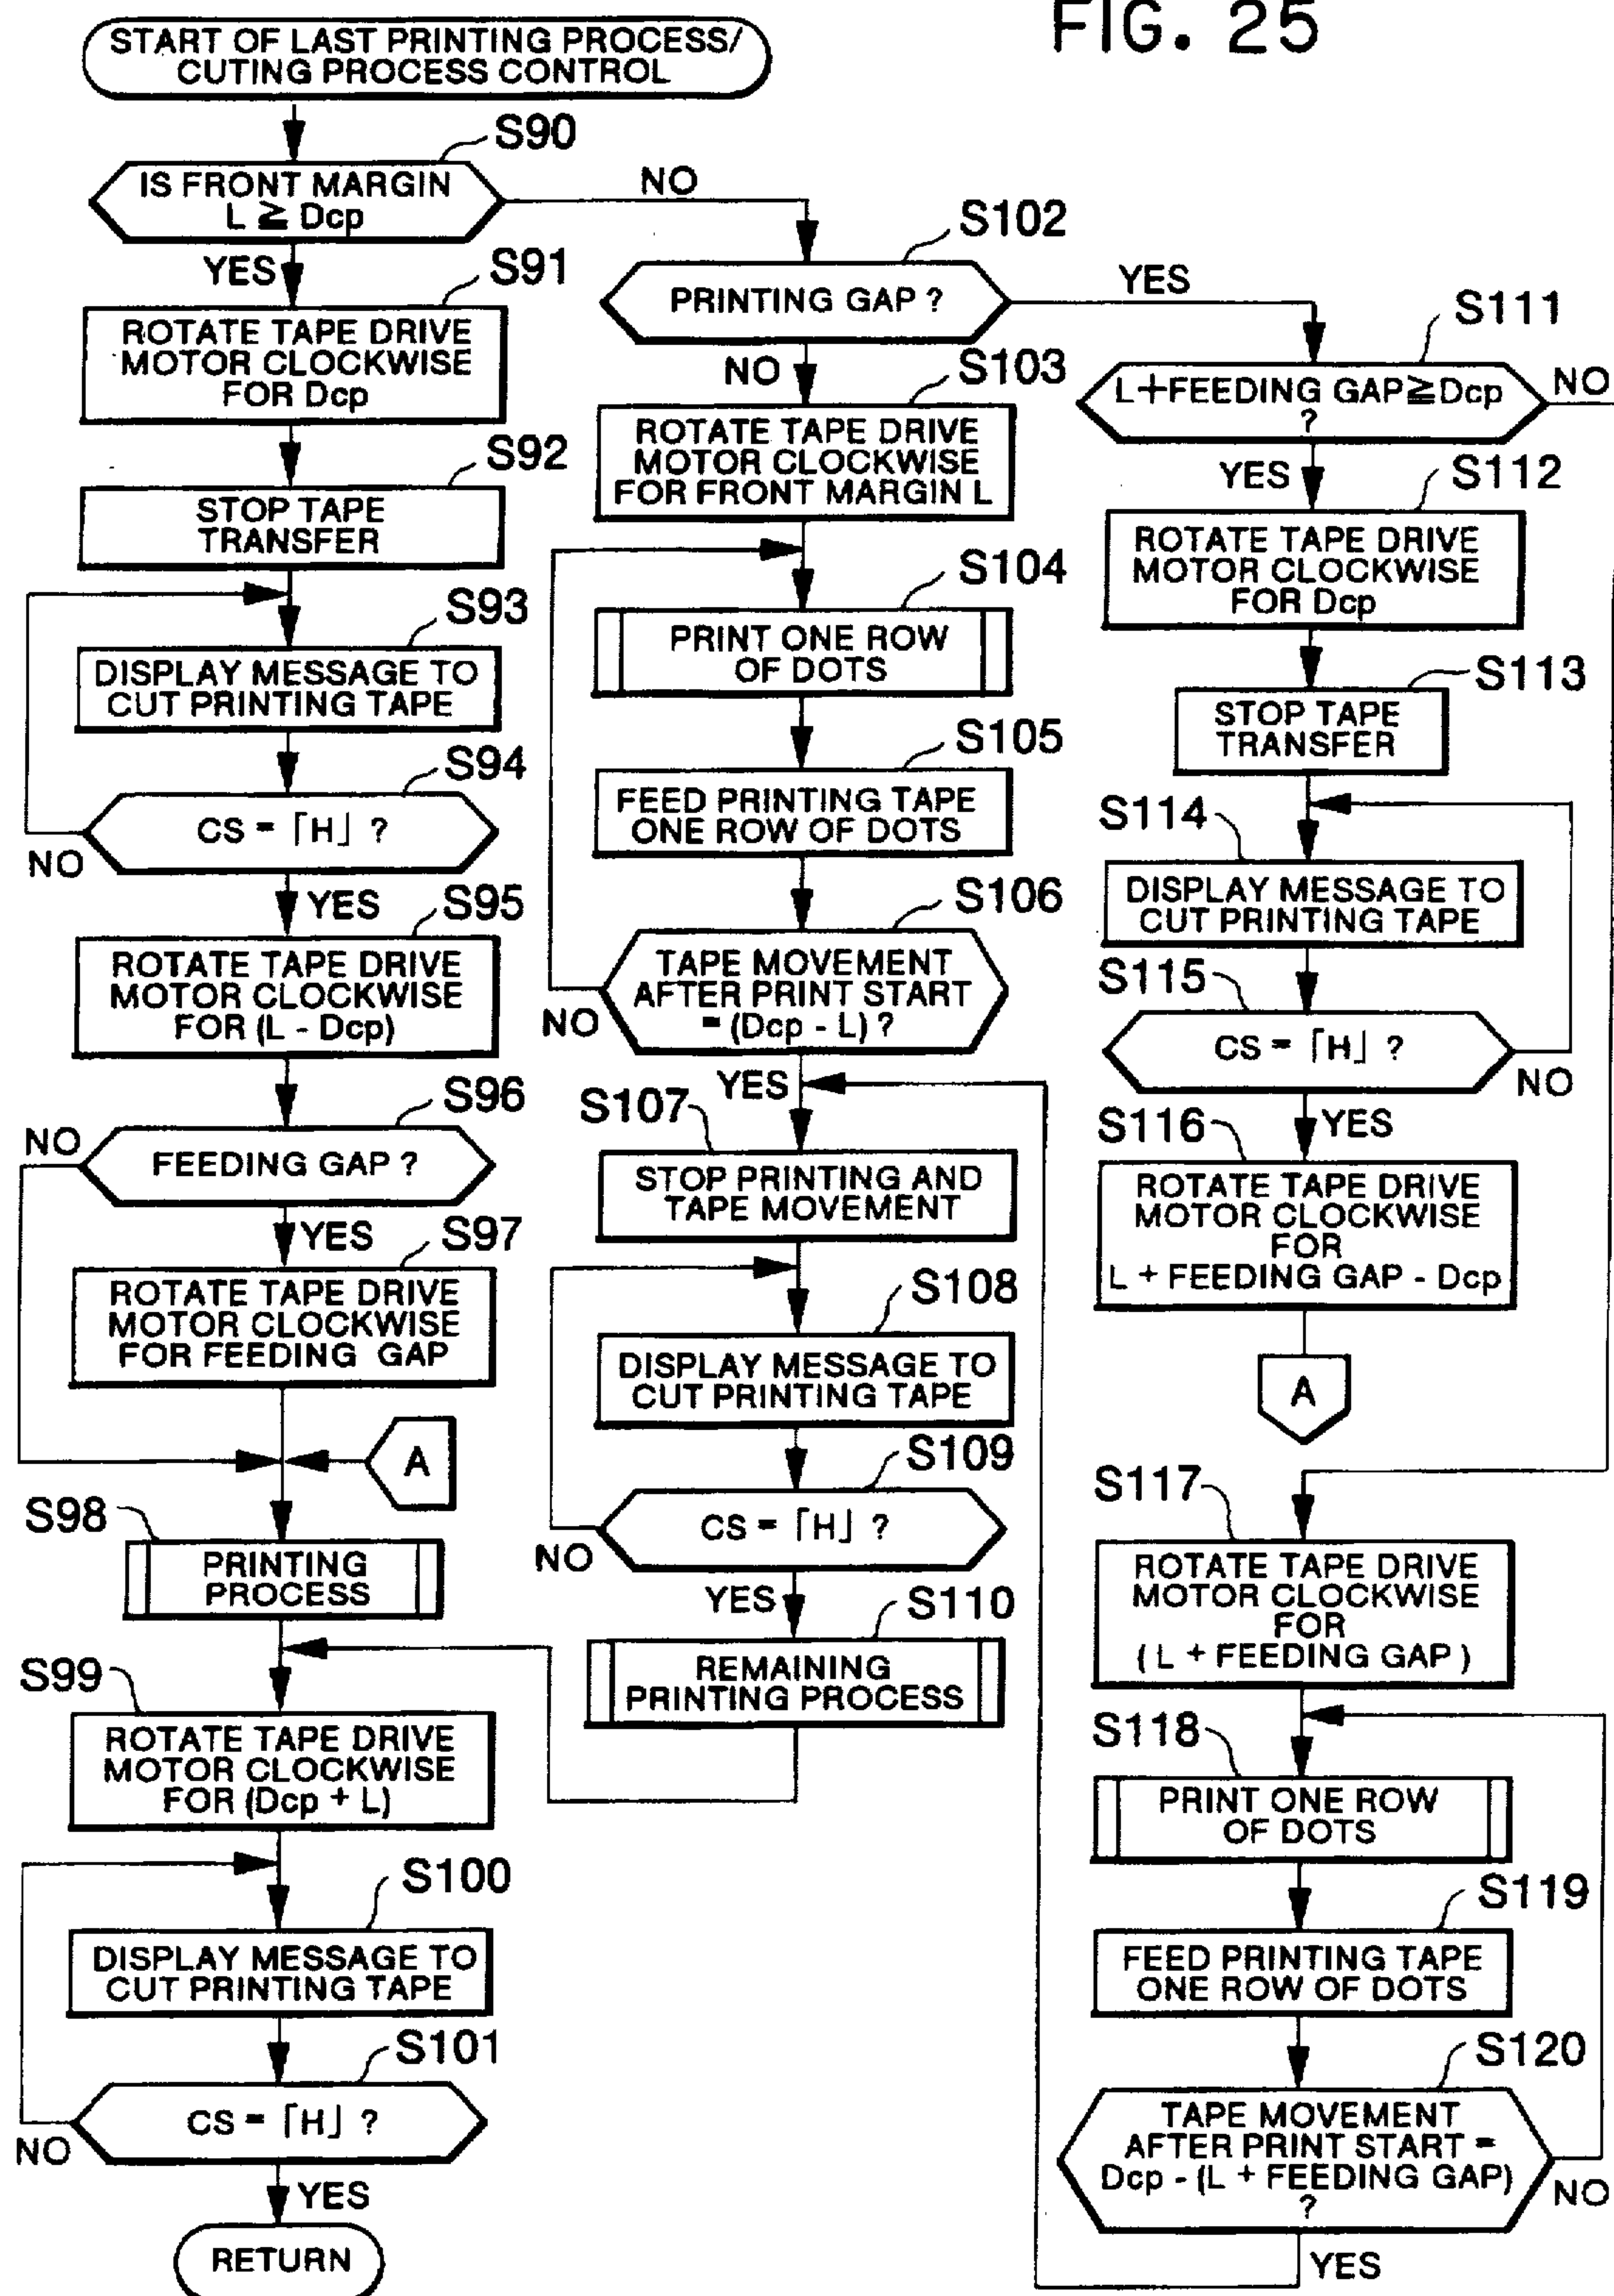 FIG. 25
START OF LAST PRINTING PROCESS/
CUTING PROCESS CONTROL
S90
IS FRONT MARGIN
L ≧ Dcp
NO
YES
S91
ROTATE TAPE DRIVE
MOTOR CLOCKWISE
FOR Dcp
S92
STOP TAPE
TRANSFER
S93
DISPLAY MESSAGE TO
CUT PRINTING TAPE
S94
CS = 「H」 ?
NO
YES
S95
ROTATE TAPE DRIVE
MOTOR CLOCKWISE
FOR (L - Dcp)
S96
NO
FEEDING GAP ?
YES
S97
ROTATE TAPE DRIVE
MOTOR CLOCKWISE
FOR FEEDING GAP
A
S98
PRINTING
PROCESS
S99
ROTATE TAPE DRIVE
MOTOR CLOCKWISE
FOR (Dcp + L)
S100
DISPLAY MESSAGE TO
CUT PRINTING TAPE
S101
CS = 「H」 ?
NO
YES
RETURN
S102
PRINTING GAP ?
YES
NO
S103
ROTATE TAPE DRIVE
MOTOR CLOCKWISE
FOR FRONT MARGIN L
S104
PRINT ONE ROW
OF DOTS
S105
FEED PRINTING TAPE
ONE ROW OF DOTS
S106
TAPE MOVEMENT
AFTER PRINT START
= (Dcp - L) ?
NO
YES
S107
STOP PRINTING AND
TAPE MOVEMENT
S108
DISPLAY MESSAGE TO
CUT PRINTING TAPE
S109
CS = 「H」 ?
NO
YES
S110
REMAINING
PRINTING PROCESS
S111
L+FEEDING GAP≧Dcp
?
NO
YES
S112
ROTATE TAPE DRIVE
MOTOR CLOCKWISE
FOR Dcp
S113
STOP TAPE
TRANSFER
S114
DISPLAY MESSAGE TO
CUT PRINTING TAPE
S115
CS = 「H」 ?
NO
YES
S116
ROTATE TAPE DRIVE
MOTOR CLOCKWISE
FOR
L + FEEDING GAP - Dcp
A
S117
ROTATE TAPE DRIVE
MOTOR CLOCKWISE
FOR
( L + FEEDING GAP )
S118
PRINT ONE ROW
OF DOTS
S119
FEED PRINTING TAPE
ONE ROW OF DOTS
S120
TAPE MOVEMENT
AFTER PRINT START =
Dcp - (L + FEEDING GAP)
?
NO
YES